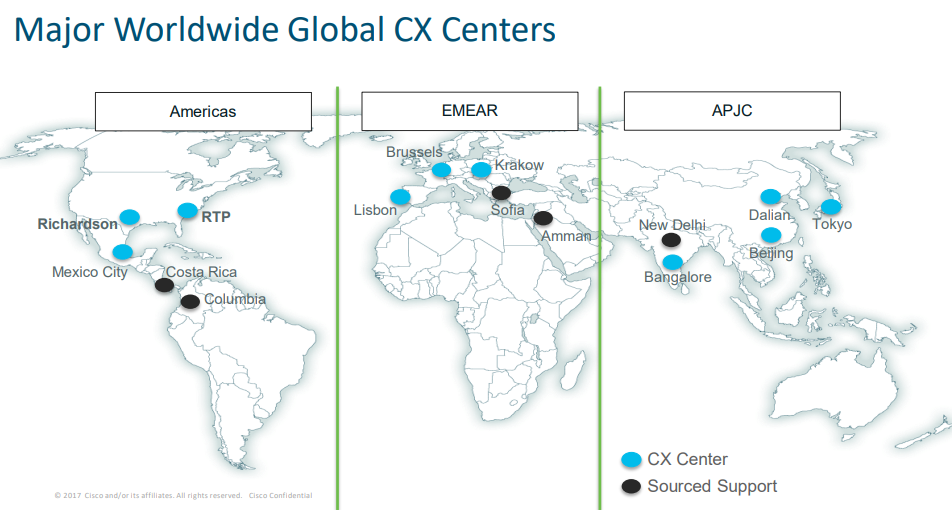 Major Worldwide Global CX Centers
Americas
EMEAR
APJC
Brussels
Krakow
Lisbon
Sofia
Amman
Richardson
RTP
Mexico City
Costa Rica
Columbia
New Delhi
Bangalore
Dalian
Tokyo
Beijing
CX Center
Sourced Support
© 2017 Cisco and/or its affiliates. All rights reserved. Cisco Confidential